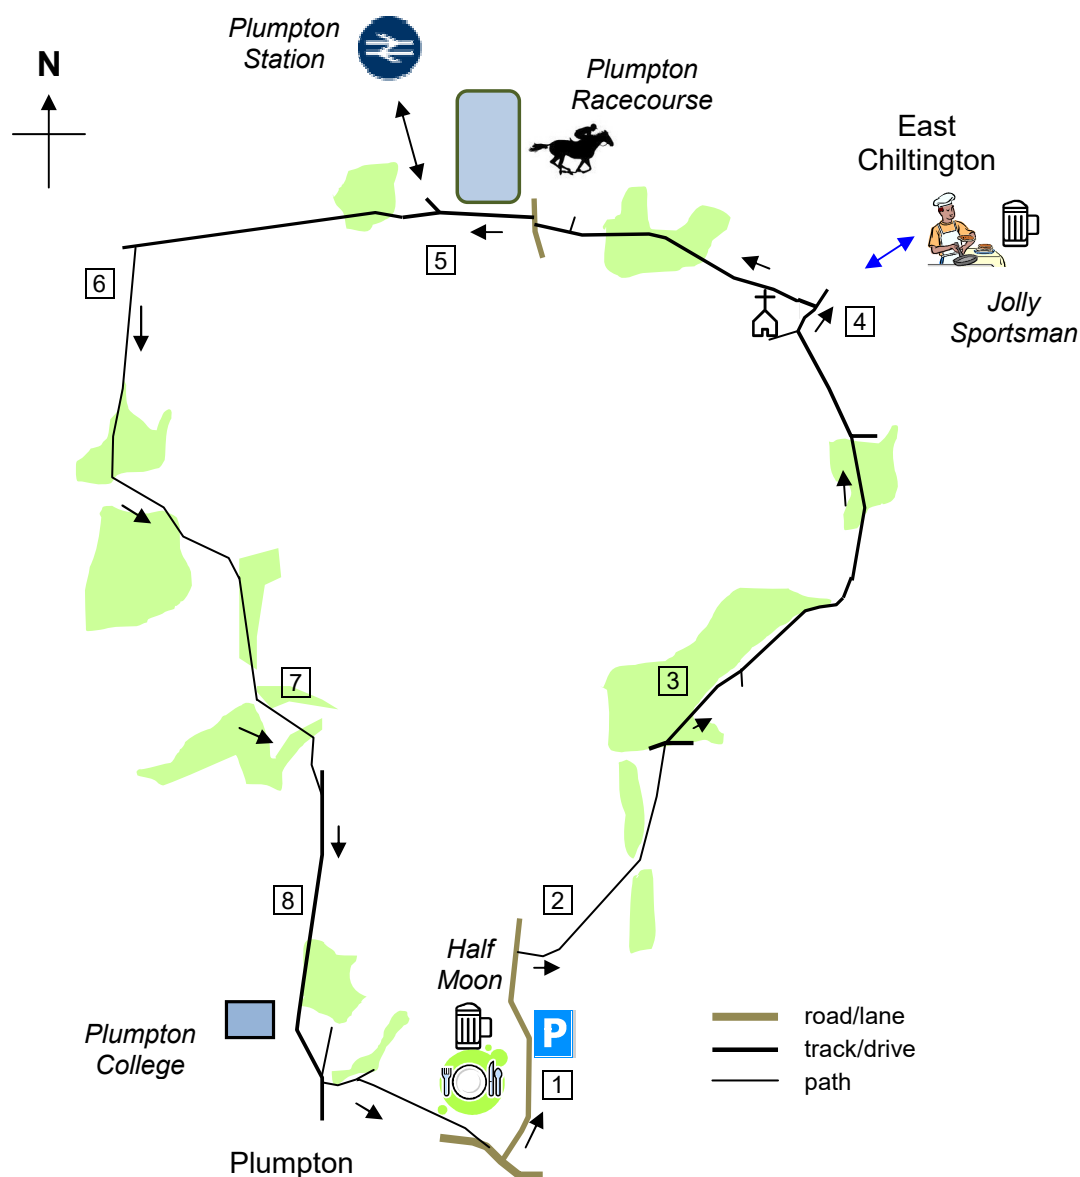 Plumpton
Station
N
Plumpton
Racecourse
East
Chiltington
Jolly
Sportsman
5
6
4
3
7
2
8
Half
Moon
P
Plumpton
College
1
road/lane
track/drive
path
Plumpton